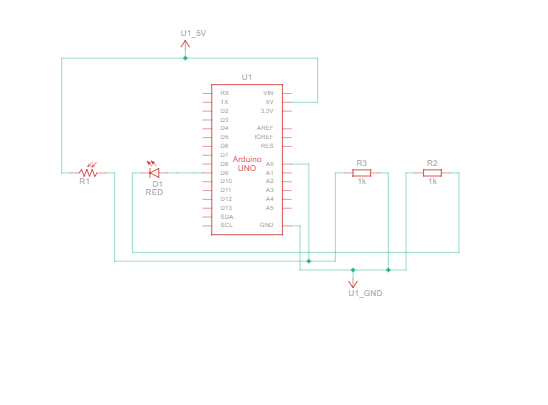 U1_5V
U1
RX
VIN
TX
5V
D2
3.3V
D3
D4
AREF
D5
IOREF
D6
RES
D7
Arduino
UNO
D8
A0
D9
A1
D10
A2
D11
A3
D12
A4
D13
A5
SDA
SCL
GND
R1
D1
RED
R3
1k
R2
1k
U1_GND